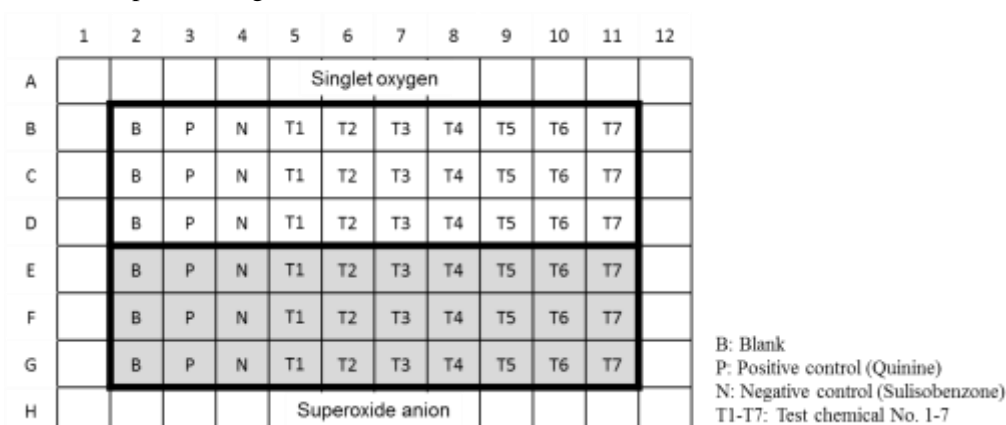 1 2 3 4 5 6 7 8 9 10 11 12
A Singlet oxygen
B B P N T1 T2 T3 T4 T5 T6 T7
C B P N T1 T2 T3 T4 T5 T6 T7
D B P N T1 T2 T3 T4 T5 T6 T7
E B P N T1 T2 T3 T4 T5 T6 T7
F B P N T1 T2 T3 T4 T5 T6 T7
G B P N T1 T2 T3 T4 T5 T6 T7
H Superoxide anion
B: Blank
P: Positive control (Quinine)
N: Negative control (Sulisobenzone)
T1-T7: Test chemical No. 1-7